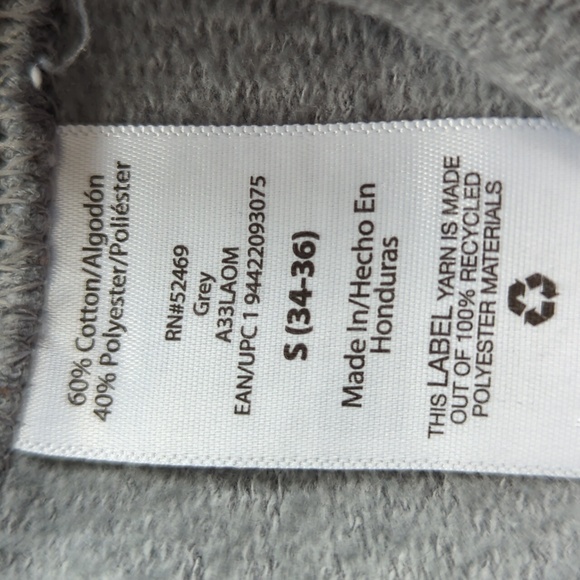 60% Cotton/Algodón
40% Polyester/Poliéster
RN#52469
Grey
A33LAOM
EAN/UPC 1 94422093075
S (34-36)
Made In/Hecho En
Honduras
THIS LABEL YARN IS MADE
OUT OF 100% RECYCLED
POLYESTER MATERIALS